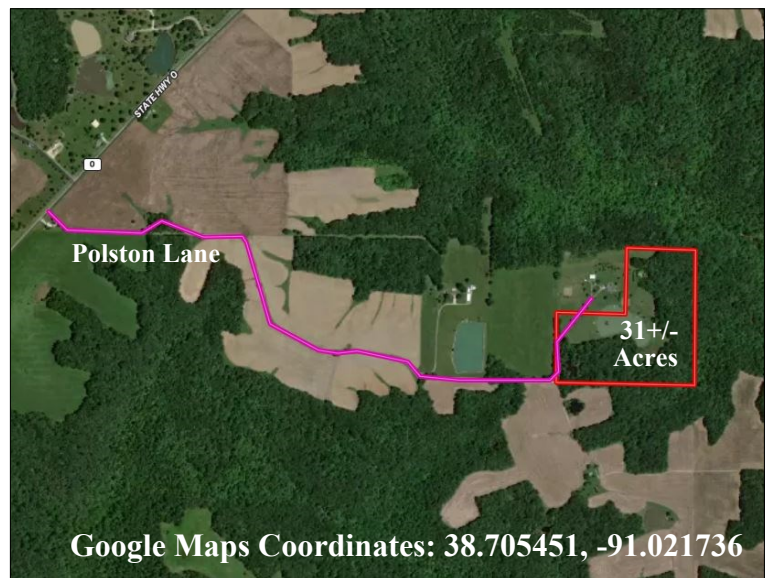 STATE HWY O
O
Polston Lane
31+/-
Acres
Google Maps Coordinates: 38.705451, -91.021736